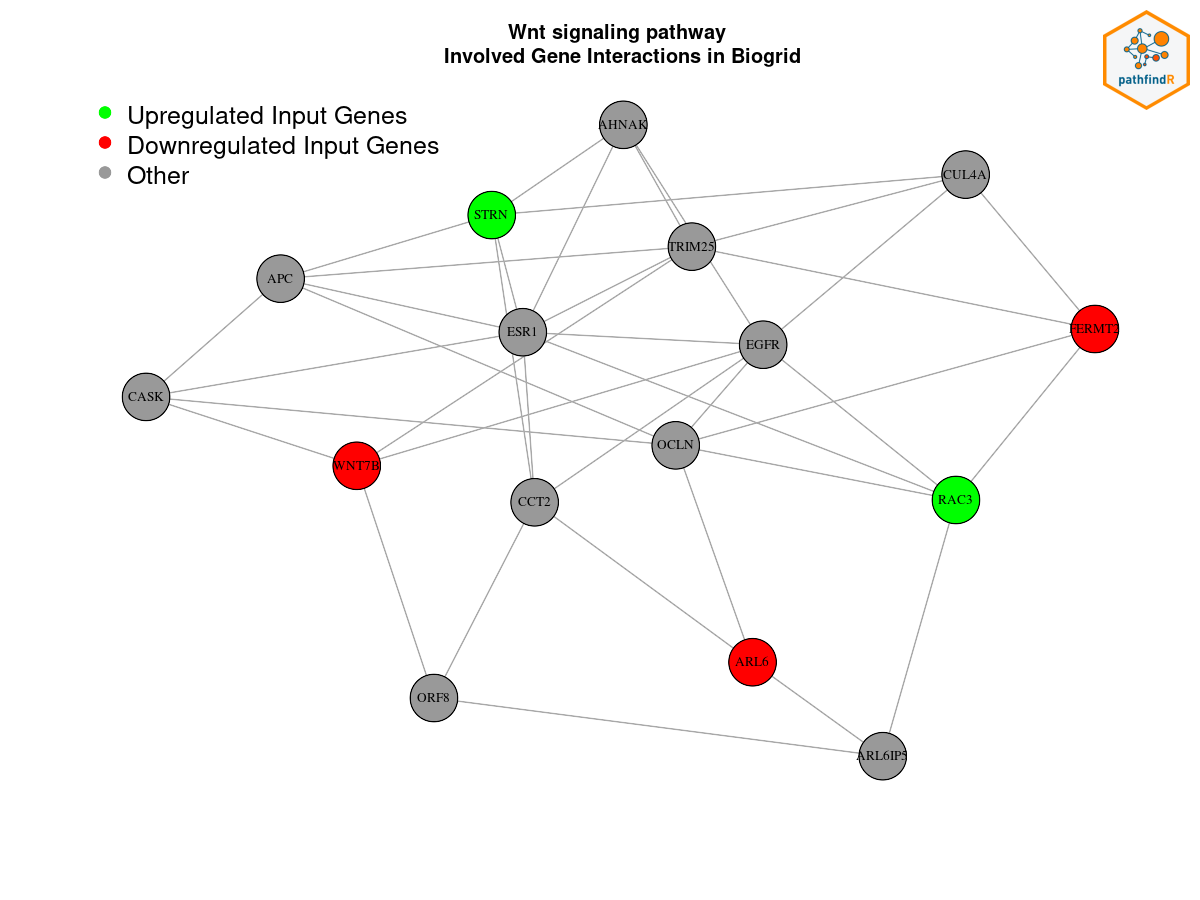 Wnt signaling pathway
Involved Gene Interactions in Biogrid
pathfindR
Upregulated Input Genes
Downregulated Input Genes
Other
AHNAK
CUL4A
STRN
TRIM25
APC
ESR1
EGFR
FERMT2
CASK
OCLN
WNT7B
CCT2
RAC3
ARL6
ORF8
ARL6IP5